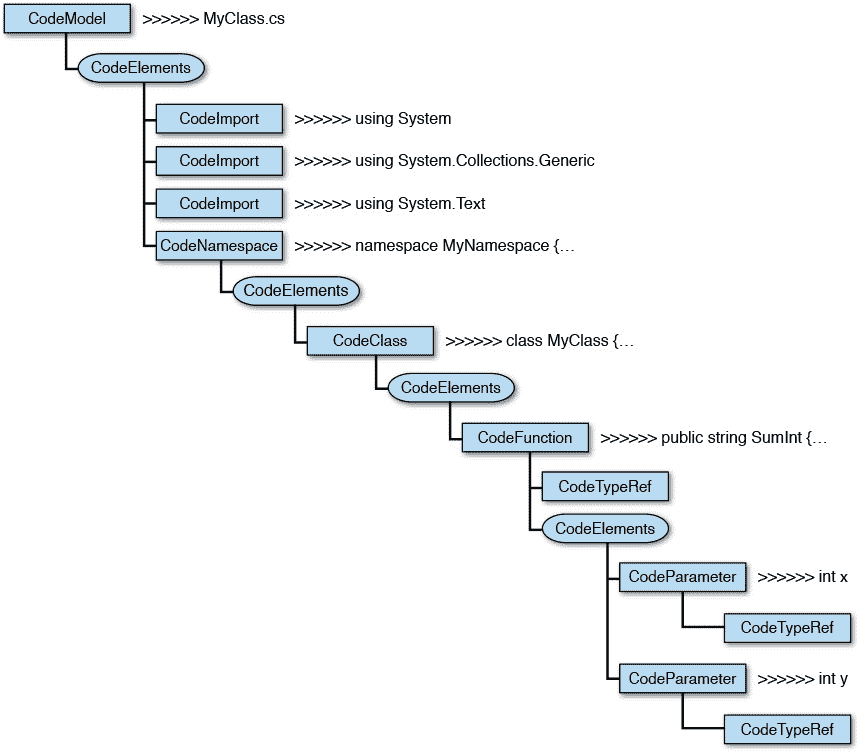 CodeModel >>>>>> MyClass.cs
CodeElements
CodeImport >>>>>> using System
CodeImport >>>>>> using System.Collections.Generic
CodeImport >>>>>> using System.Text
CodeNamespace >>>>>> namespace MyNamespace {…
CodeElements
CodeClass >>>>>> class MyClass {…
CodeElements
CodeFunction >>>>>> public string SumInt {…
CodeTypeRef
CodeElements
CodeParameter >>>>>> int x
CodeTypeRef
CodeParameter >>>>>> int y
CodeTypeRef